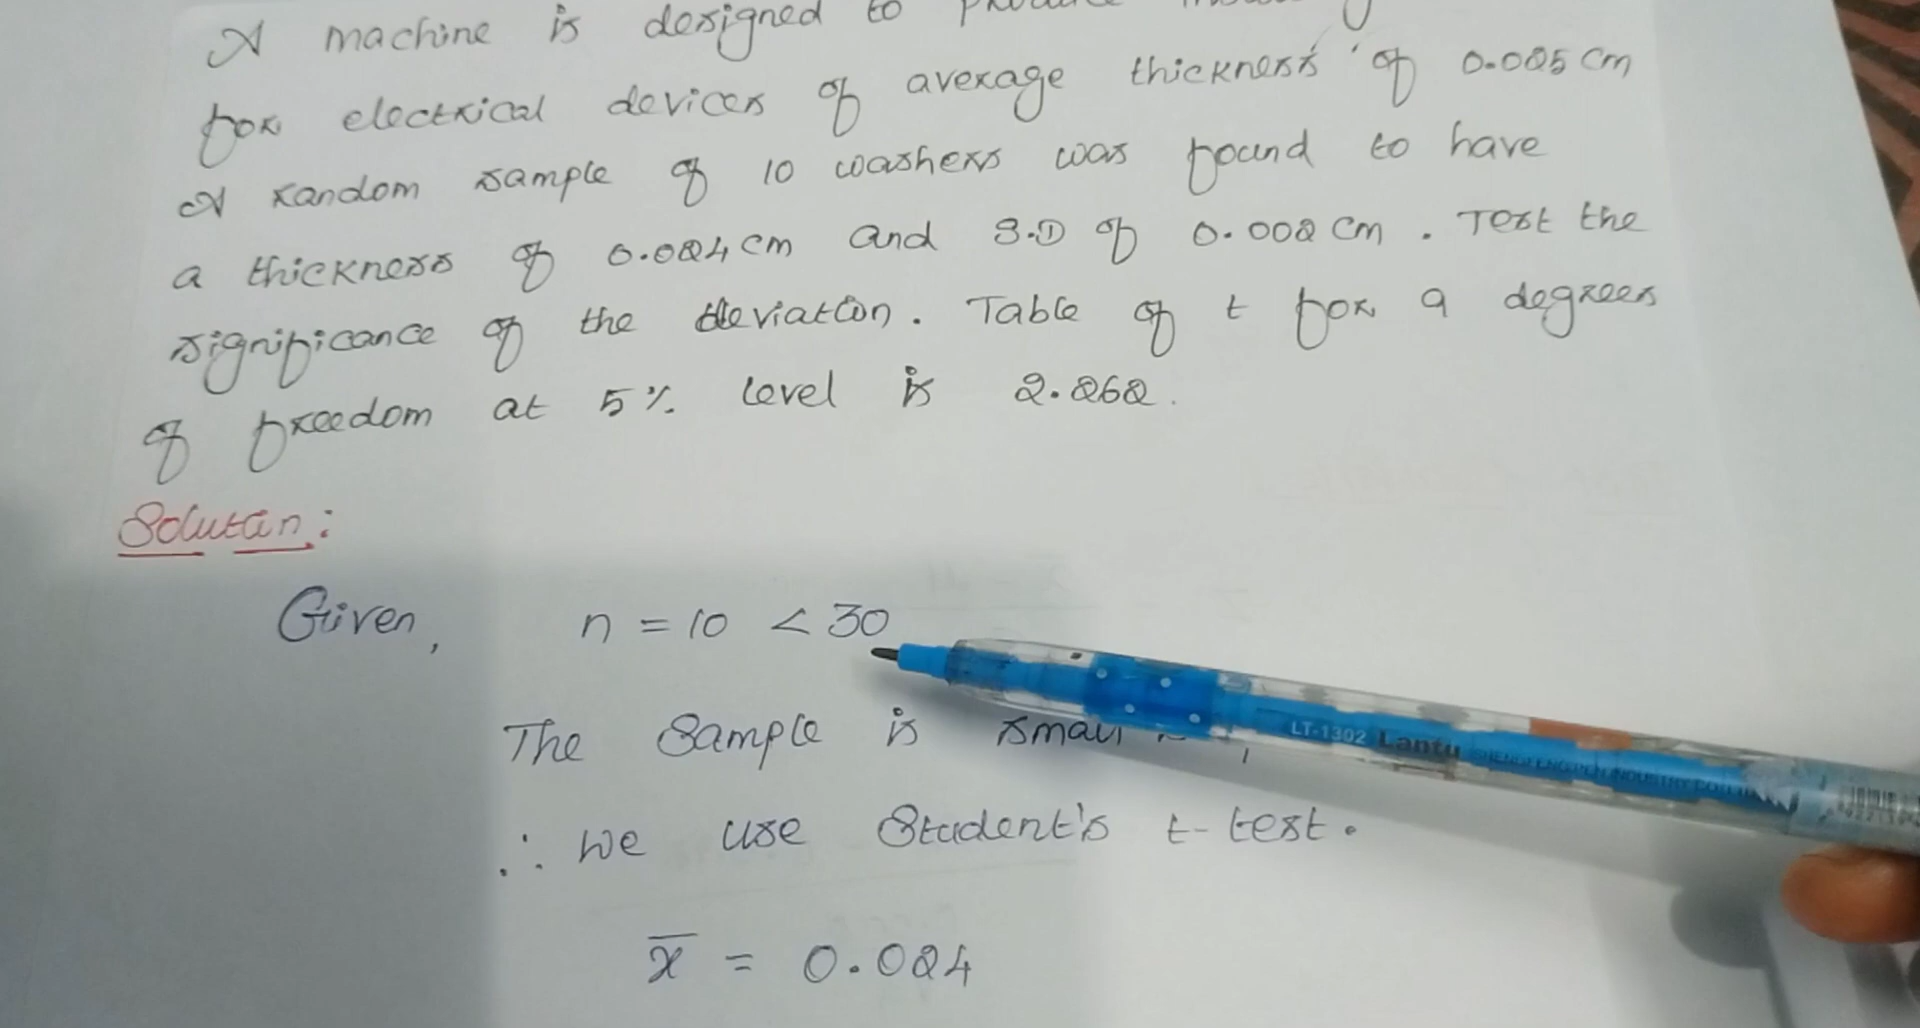 A machine is designed to
for electrical devices of average thickness of 0.025 cm
A random sample of 10 washers was found to have
a thickness of 0.024 cm and S.D of 0.002 cm. Test the
significance of the deviation. Table of t for 9 degrees
of freedom at 5% level is 2.262.
Solution:
Given, n = 10 < 30
The Sample is small
∴ we use Student's t-test.
x̅ = 0.024
LT-1302 Lantu